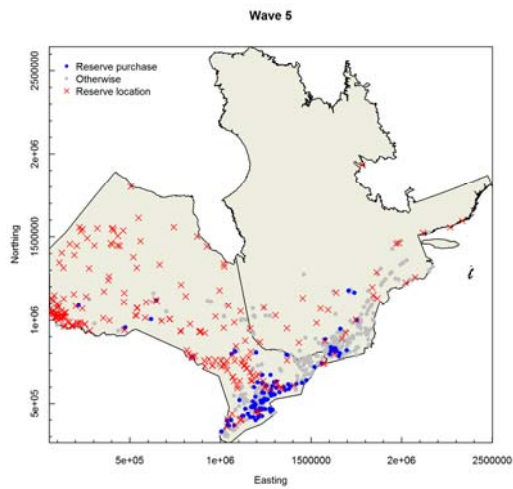 Wave 5
Reserve purchase
Otherwise
Reserve location
Northing
2500000
2e+06
1500000
1e+06
5e+05
5e+05
1e+06
1500000
2e+06
2500000
Easting